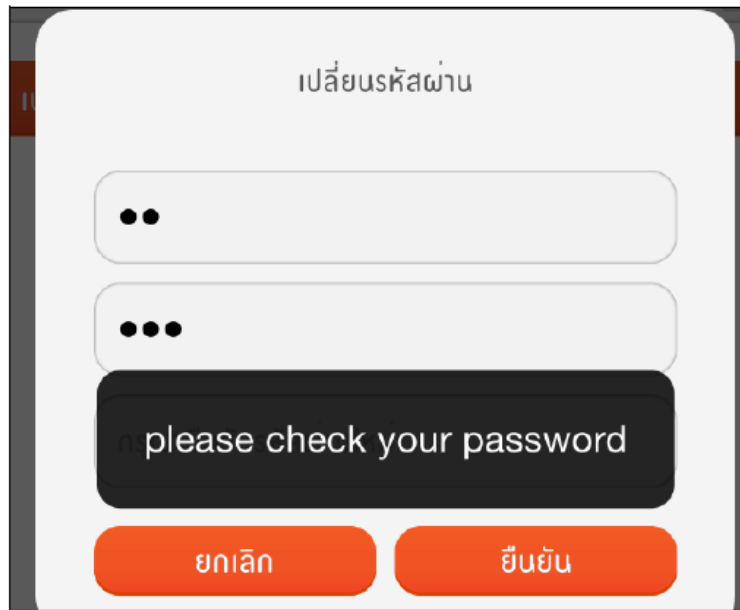 เปลี่ยนรหัสผ่าน
••
•••
please check your password
ยกเลิก
ยืนยัน